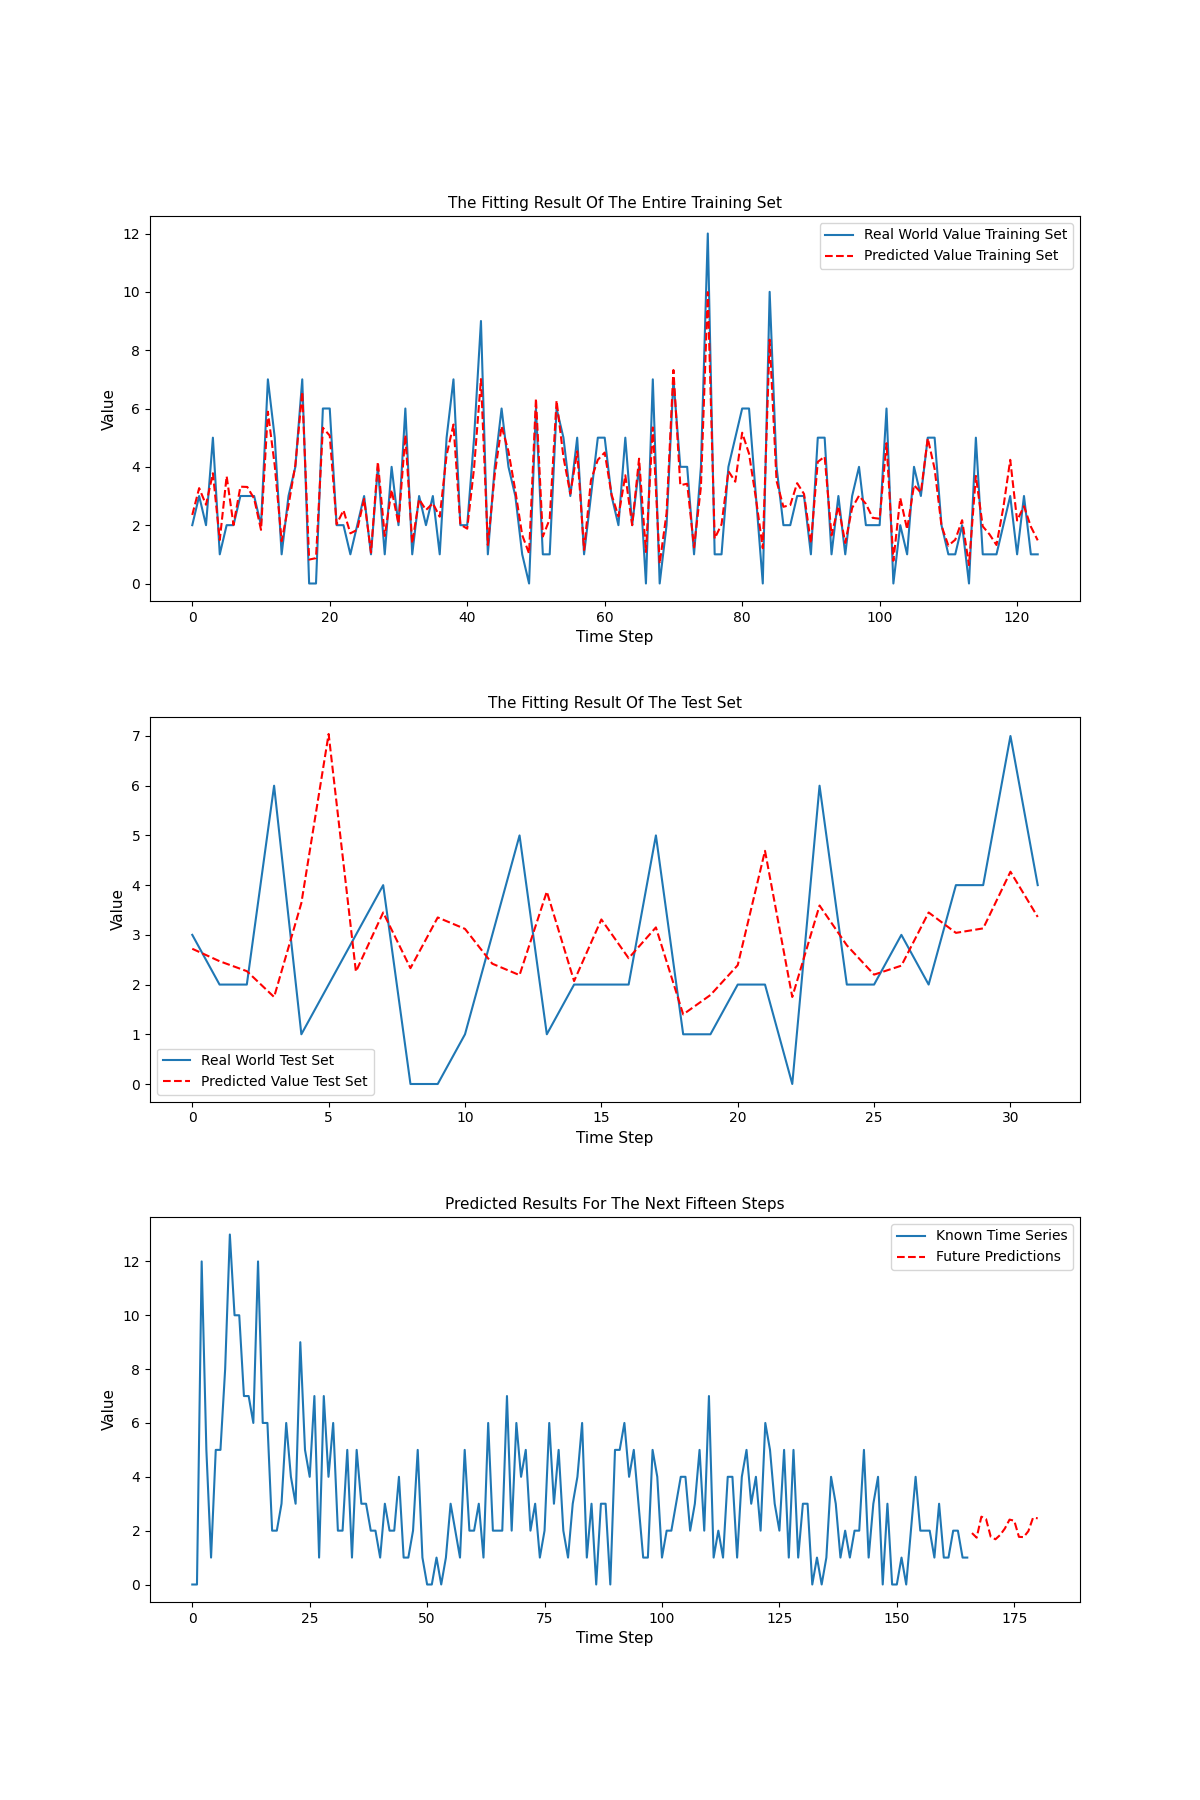 The Fitting Result Of The Entire Training Set
Real World Value Training Set
Predicted Value Training Set
Value
12
10
8
6
4
2
0
0 20 40 60 80 100 120
Time Step
The Fitting Result Of The Test Set
Value
7
6
5
4
3
2
1
0
Real World Test Set
Predicted Value Test Set
0 5 10 15 20 25 30
Time Step
Predicted Results For The Next Fifteen Steps
Known Time Series
Future Predictions
Value
12
10
8
6
4
2
0
0 25 50 75 100 125 150 175
Time Step